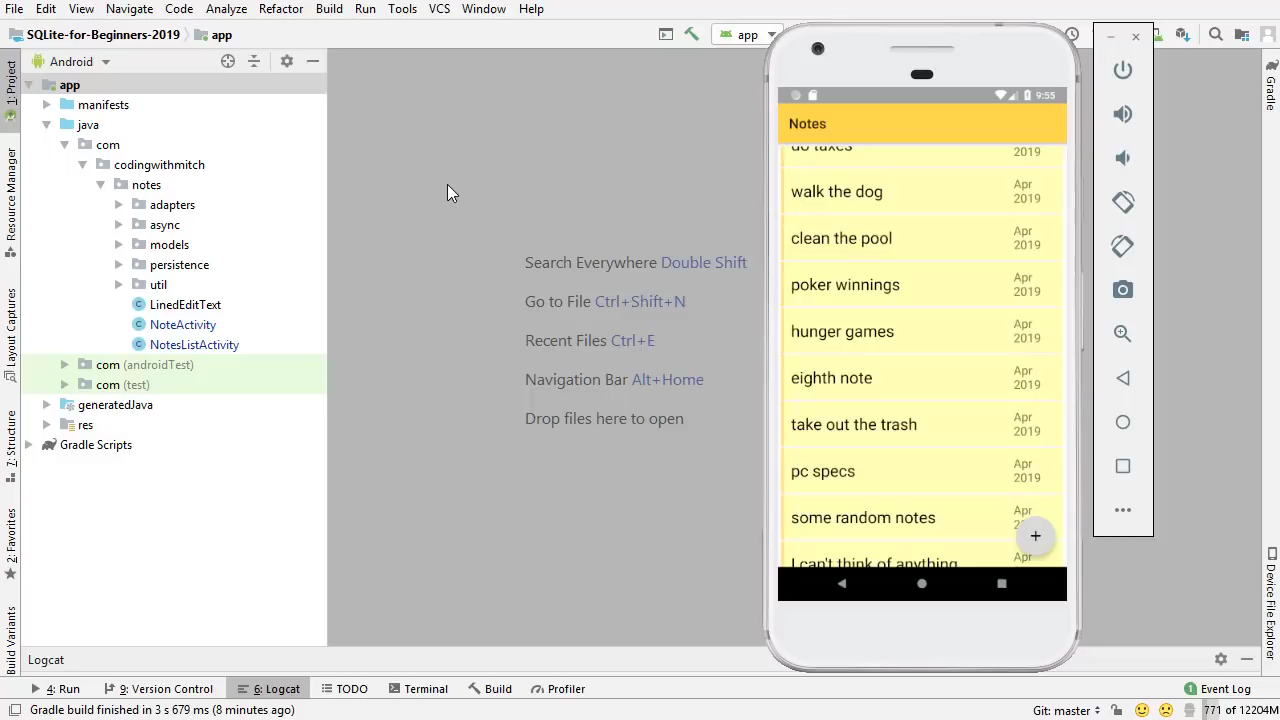 File Edit View Navigate Code Analyze Refactor Build Run Tools VCS Window Help
SQLite-for-Beginners-2019 app
app
Android
1: Project
Resource Manager
Layout Captures
7: Structure
2: Favorites
Build Variants
app
manifests
java
com
codingwithmitch
notes
adapters
async
models
persistence
util
LinedEditText
NoteActivity
NotesListActivity
com (androidTest)
com (test)
generatedJava
res
Gradle Scripts
Search Everywhere Double Shift
Go to File Ctrl+Shift+N
Recent Files Ctrl+E
Navigation Bar Alt+Home
Drop files here to open
9:55
Notes
do taxes
2019
walk the dog
Apr
2019
clean the pool
Apr
2019
poker winnings
Apr
2019
hunger games
Apr
2019
eighth note
Apr
2019
take out the trash
Apr
2019
pc specs
Apr
2019
some random notes
Apr
I can't think of anything
Apr
Gradle
Device File Explorer
Logcat
4: Run 9: Version Control 6: Logcat TODO Terminal Build Profiler 1 Event Log
Gradle build finished in 3 s 679 ms (8 minutes ago) Git: master 771 of 12204M